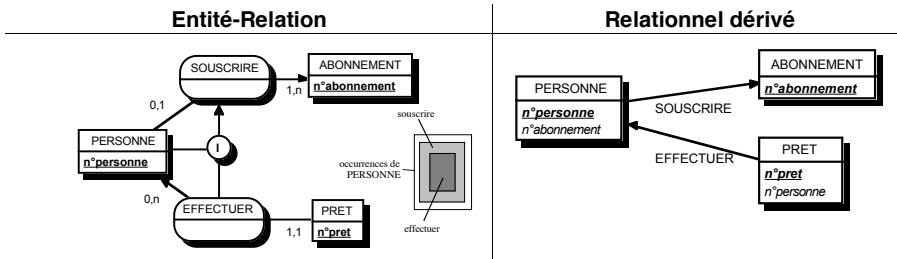 Entité-Relation
SOUSCRIRE
ABONNEMENT
n°abonnement
1,n
0,1
PERSONNE
n°personne
I
0,n
EFFECTUER
1,1
PRET
n°pret
souscrire
occurrences de
PERSONNE
effectuer
Relationnel dérivé
ABONNEMENT
n°abonnement
PERSONNE
n°personne
n°abonnement
SOUSCRIRE
EFFECTUER
PRET
n°pret
n°personne